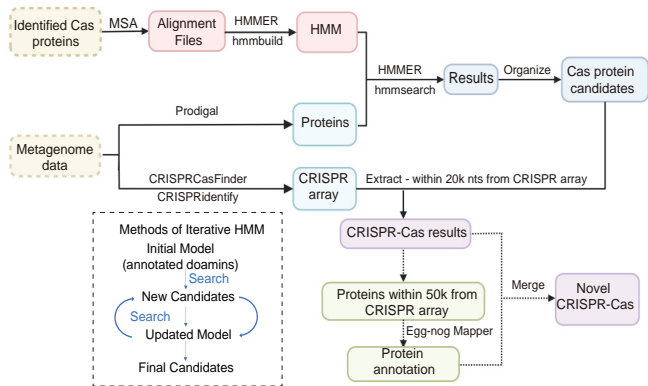 Identified Cas
proteins
MSA
Alignment
Files
HMMER
hmmbuild
HMM
HMMER
hmmsearch
Results
Organize
Cas protein
candidates
Prodigal
Proteins
Metagenome
data
CRISPRCasFinder
CRISPRidentify
CRISPR
array
Extract - within 20k nts from CRISPR array
CRISPR-Cas results
Proteins within 50k from
CRISPR array
Egg-nog Mapper
Protein
annotation
Merge
Novel
CRISPR-Cas
Methods of Iterative HMM
Initial Model
(annotated doamins)
Search
New Candidates
Search
Updated Model
Final Candidates